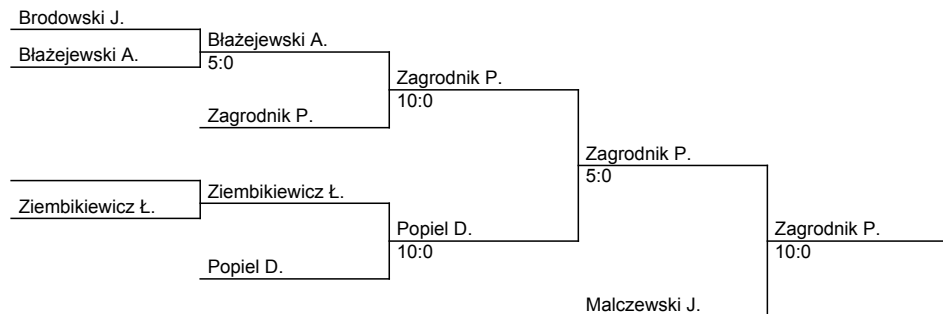 Brodowski J.
Błażejewski A.
Błażejewski A.
5:0
Zagrodnik P.
10:0
Zagrodnik P.
Zagrodnik P.
5:0
Ziembikiewicz Ł.
Ziembikiewicz Ł.
Popiel D.
10:0
Zagrodnik P.
10:0
Popiel D.
Malczewski J.